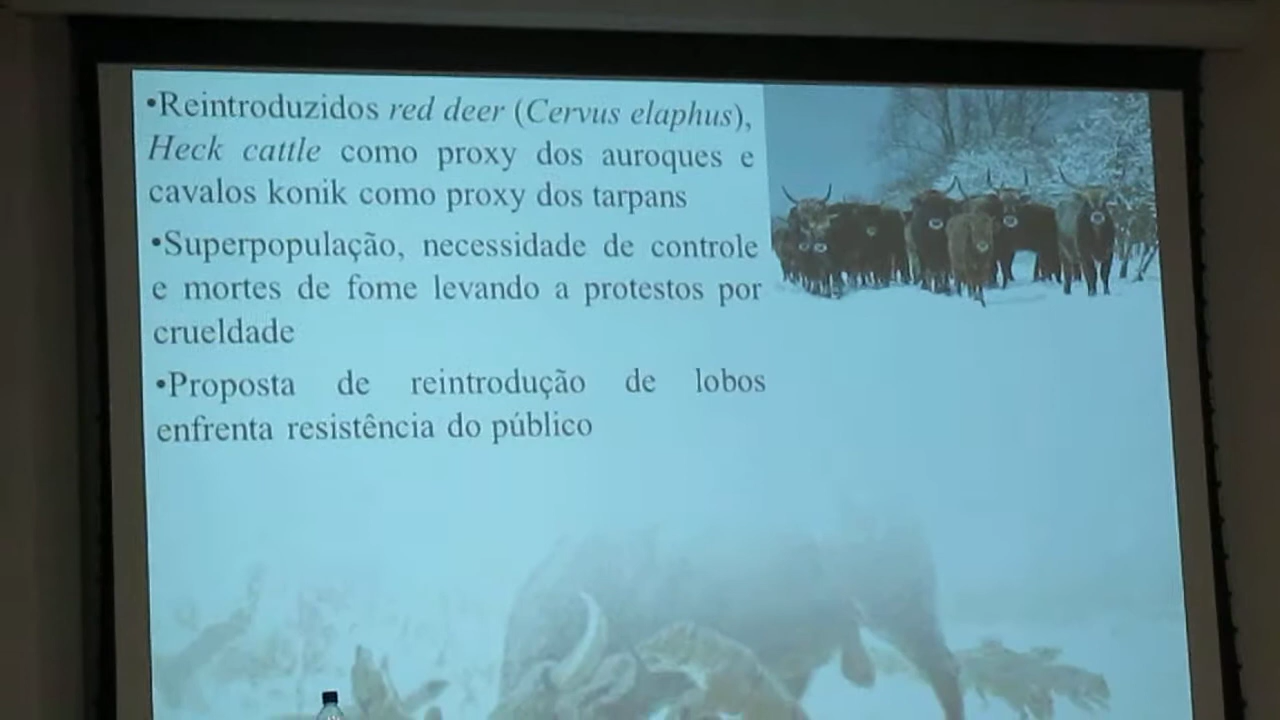 •Reintroduzidos red deer (Cervus elaphus),
Heck cattle como proxy dos auroques e
cavalos konik como proxy dos tarpans
•Superpopulação, necessidade de controle
e mortes de fome levando a protestos por
crueldade
•Proposta de reintrodução de lobos
enfrenta resistência do público